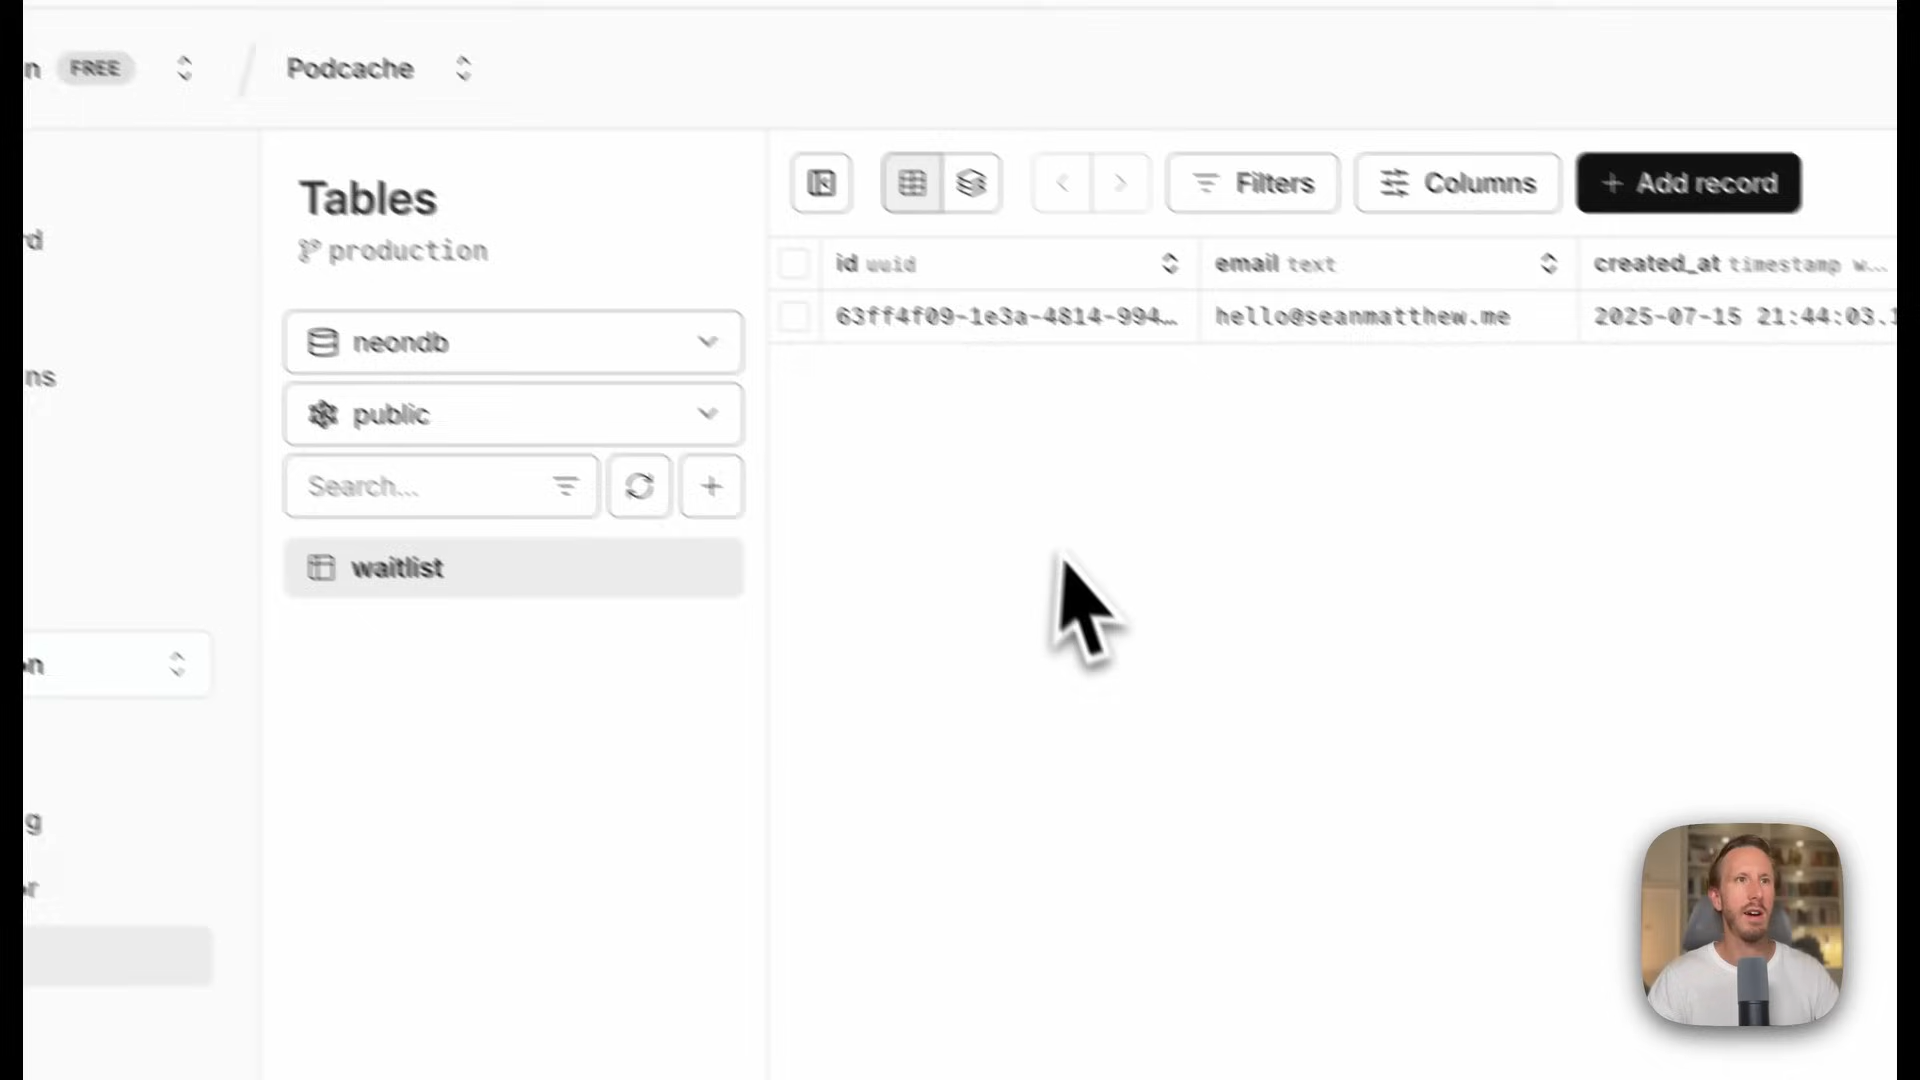 FREE
Podcache
Tables
production
neondb
public
Search...
waitlist
Filters
Columns
+ Add record
id uuid
email text
created_at timestamp w...
63ff4f09-1e3a-4814-994...
hello@seanmatthew.me
2025-07-15 21:44:03.1